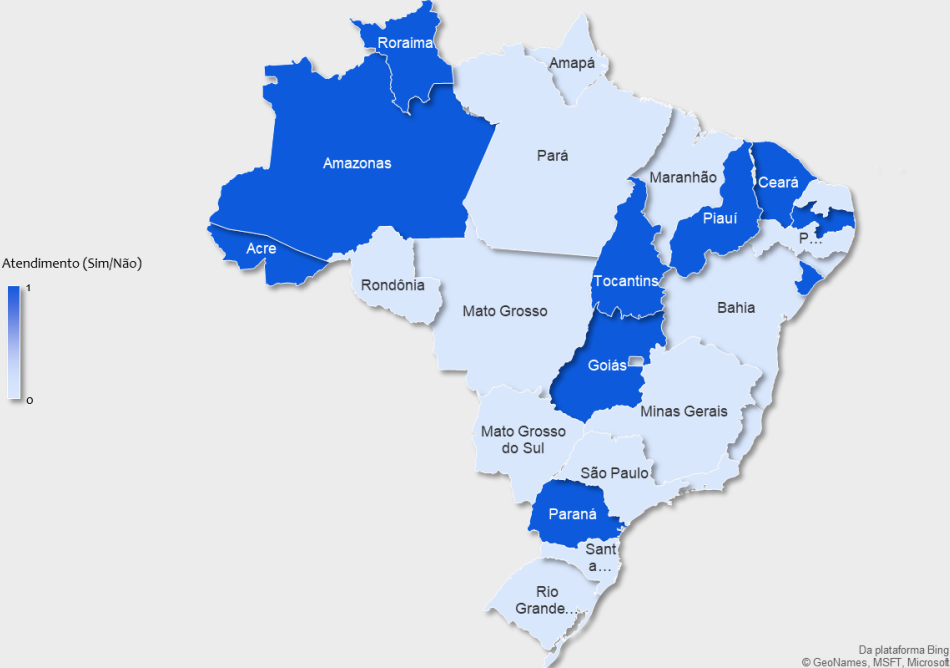 Roraima
Amapá
Amazonas
Pará
Maranhão
Ceará
Piauí
P...
Acre
Atendimento (Sim/Não)
Rondônia
Tocantins
1
Mato Grosso
Bahia
Goiás
0
Minas Gerais
Mato Grosso
do Sul
São Paulo
Paraná
Sant
a...
Rio
Grande...
Da plataforma Bing
© GeoNames, MSFT, Microsoft